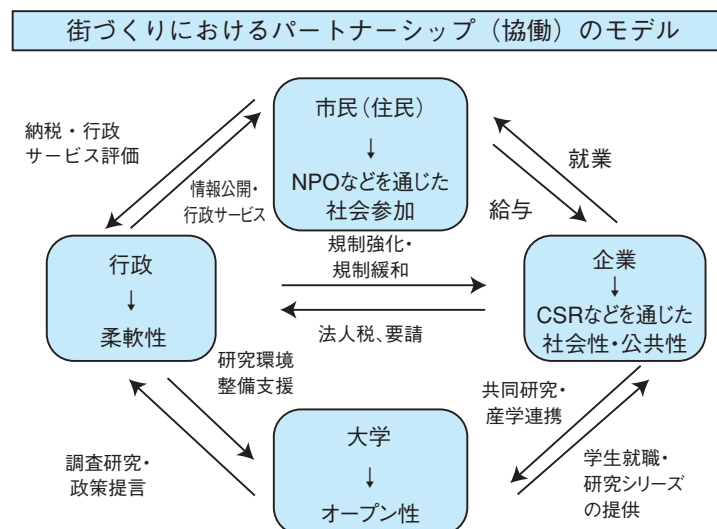 街づくりにおけるパートナーシップ（協働）のモデル
市民（住民）
↓
NPOなどを通じた
社会参加
納税・行政
サービス評価
情報公開・
行政サービス
就業
給与
規制強化・
規制緩和
行政
↓
柔軟性
企業
↓
CSRなどを通じた
社会性・公共性
法人税、要請
研究環境
整備支援
共同研究・
産学連携
大学
↓
オープン性
調査研究・
政策提言
学生就職・
研究シリーズ
の提供